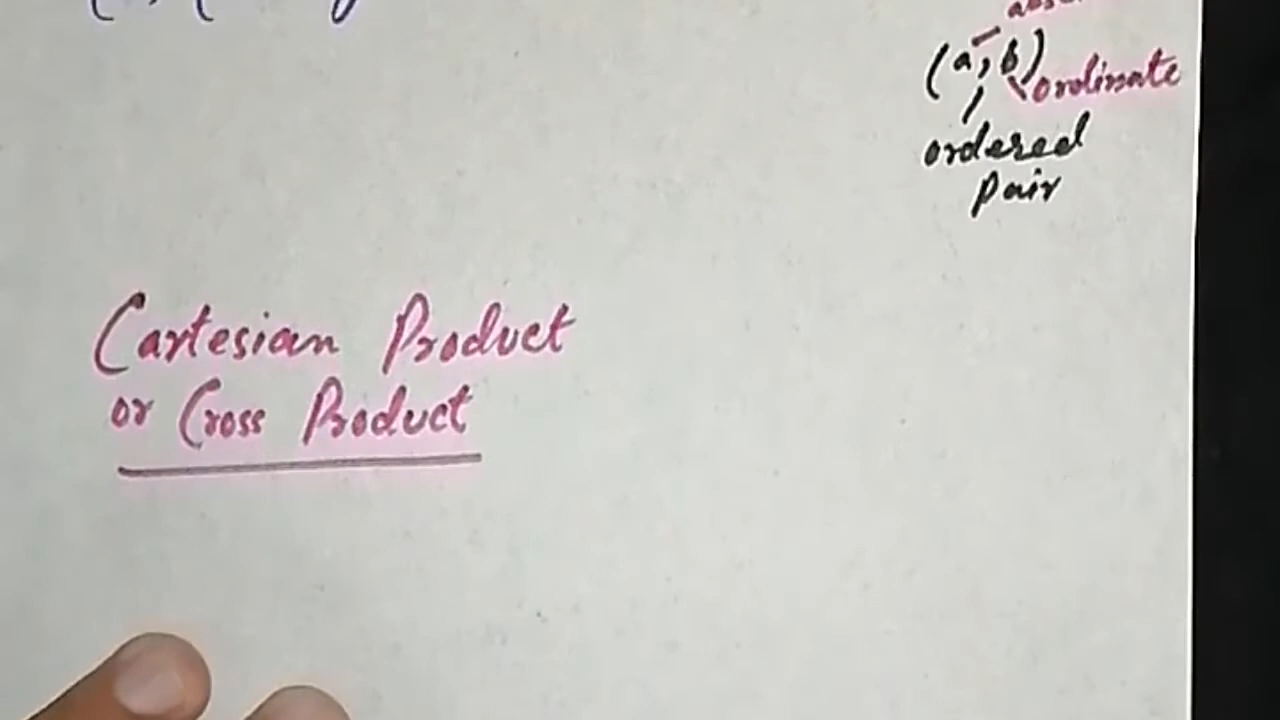 (a, b)
ordinate
ordered
pair
Cartesian Product
or Cross Product